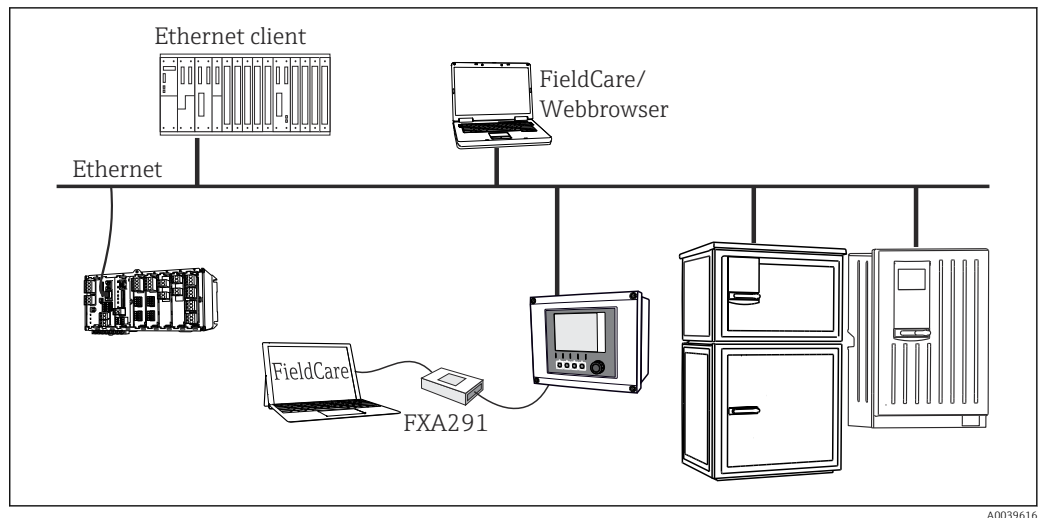 Ethernet client
FieldCare/
Webbrowser
Ethernet
FieldCare
FXA291
A0039616